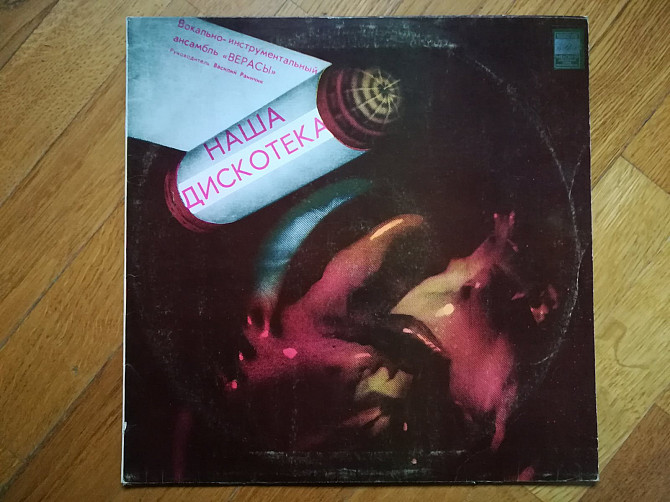 Вокально-инструментальный
ансамбль «ВЕРАСЫ»
Руководитель Василий Раинчик
НАША
ДИСКОТЕКА